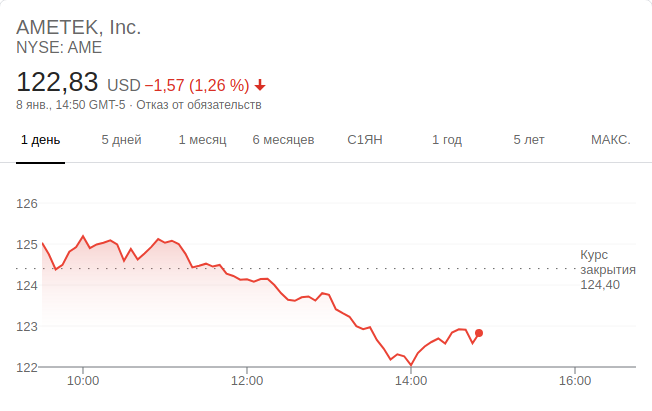 AMETEK, Inc.
NYSE: AME
122,83 USD −1,57 (1,26 %)
8 янв., 14:50 GMT-5 · Отказ от обязательств
1 день 5 дней 1 месяц 6 месяцев С1ЯН 1 год 5 лет МАКС.
126
125
Курс
закрытия
124,40
124
123
122
10:00 12:00 14:00 16:00